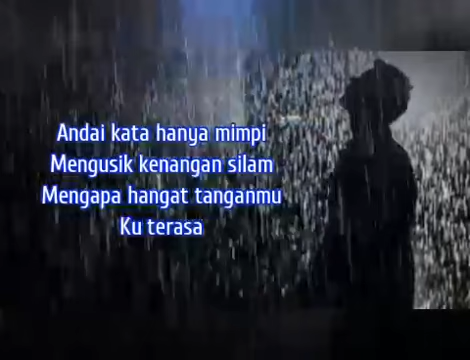 Andai kata hanya mimpi
Mengusik kenangan silam
Mengapa hangat tanganmu
Ku terasa